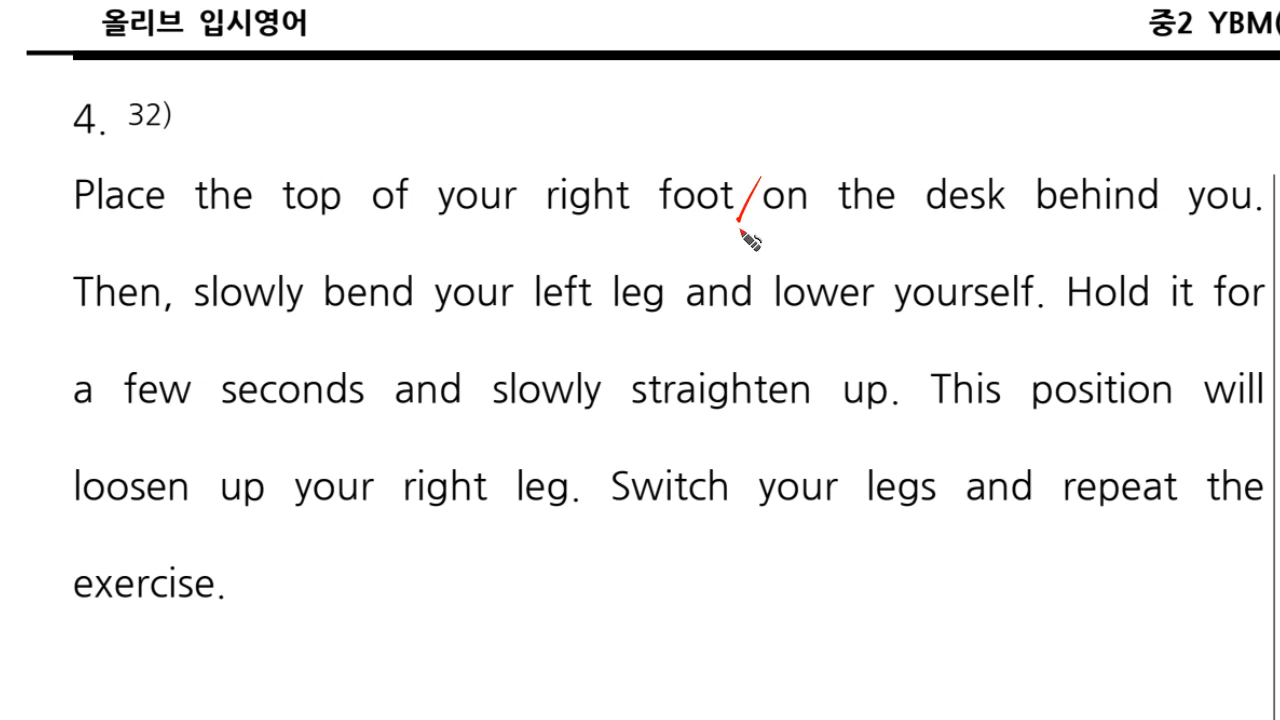 올리브 입시영어
중2 YBM(
4. 32)
Place the top of your right foot on the desk behind you.
Then, slowly bend your left leg and lower yourself. Hold it for
a few seconds and slowly straighten up. This position will
loosen up your right leg. Switch your legs and repeat the
exercise.